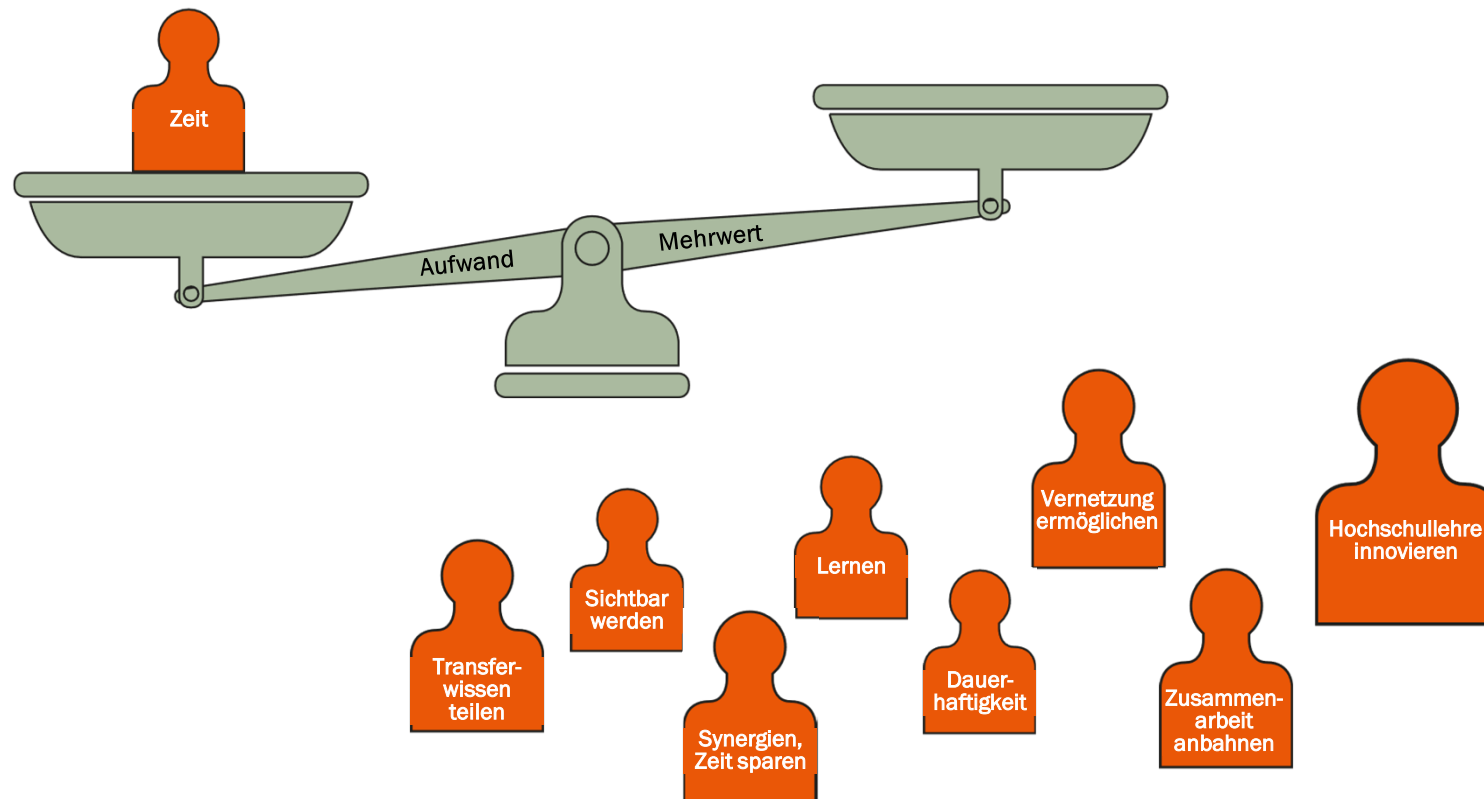 Zeit
Aufwand
Mehrwert
Vernetzung
ermöglichen
Hochschullehre
innovieren
Lernen
Sichtbar
werden
Transfer-
wissen
teilen
Dauer-
haftigkeit
Zusammen-
arbeit
anbahnen
Synergien,
Zeit sparen